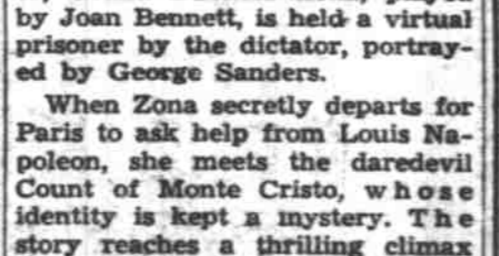 by Joan Bennett, is held a virtual
prisoner by the dictator, portray-
ed by George Sanders.
When Zona secretly departs for
Paris to ask help from Louis Na-
poleon, she meets the daredevil
Count of Monte Cristo, whose
identity is kept a mystery. The
story reaches a thrilling climax